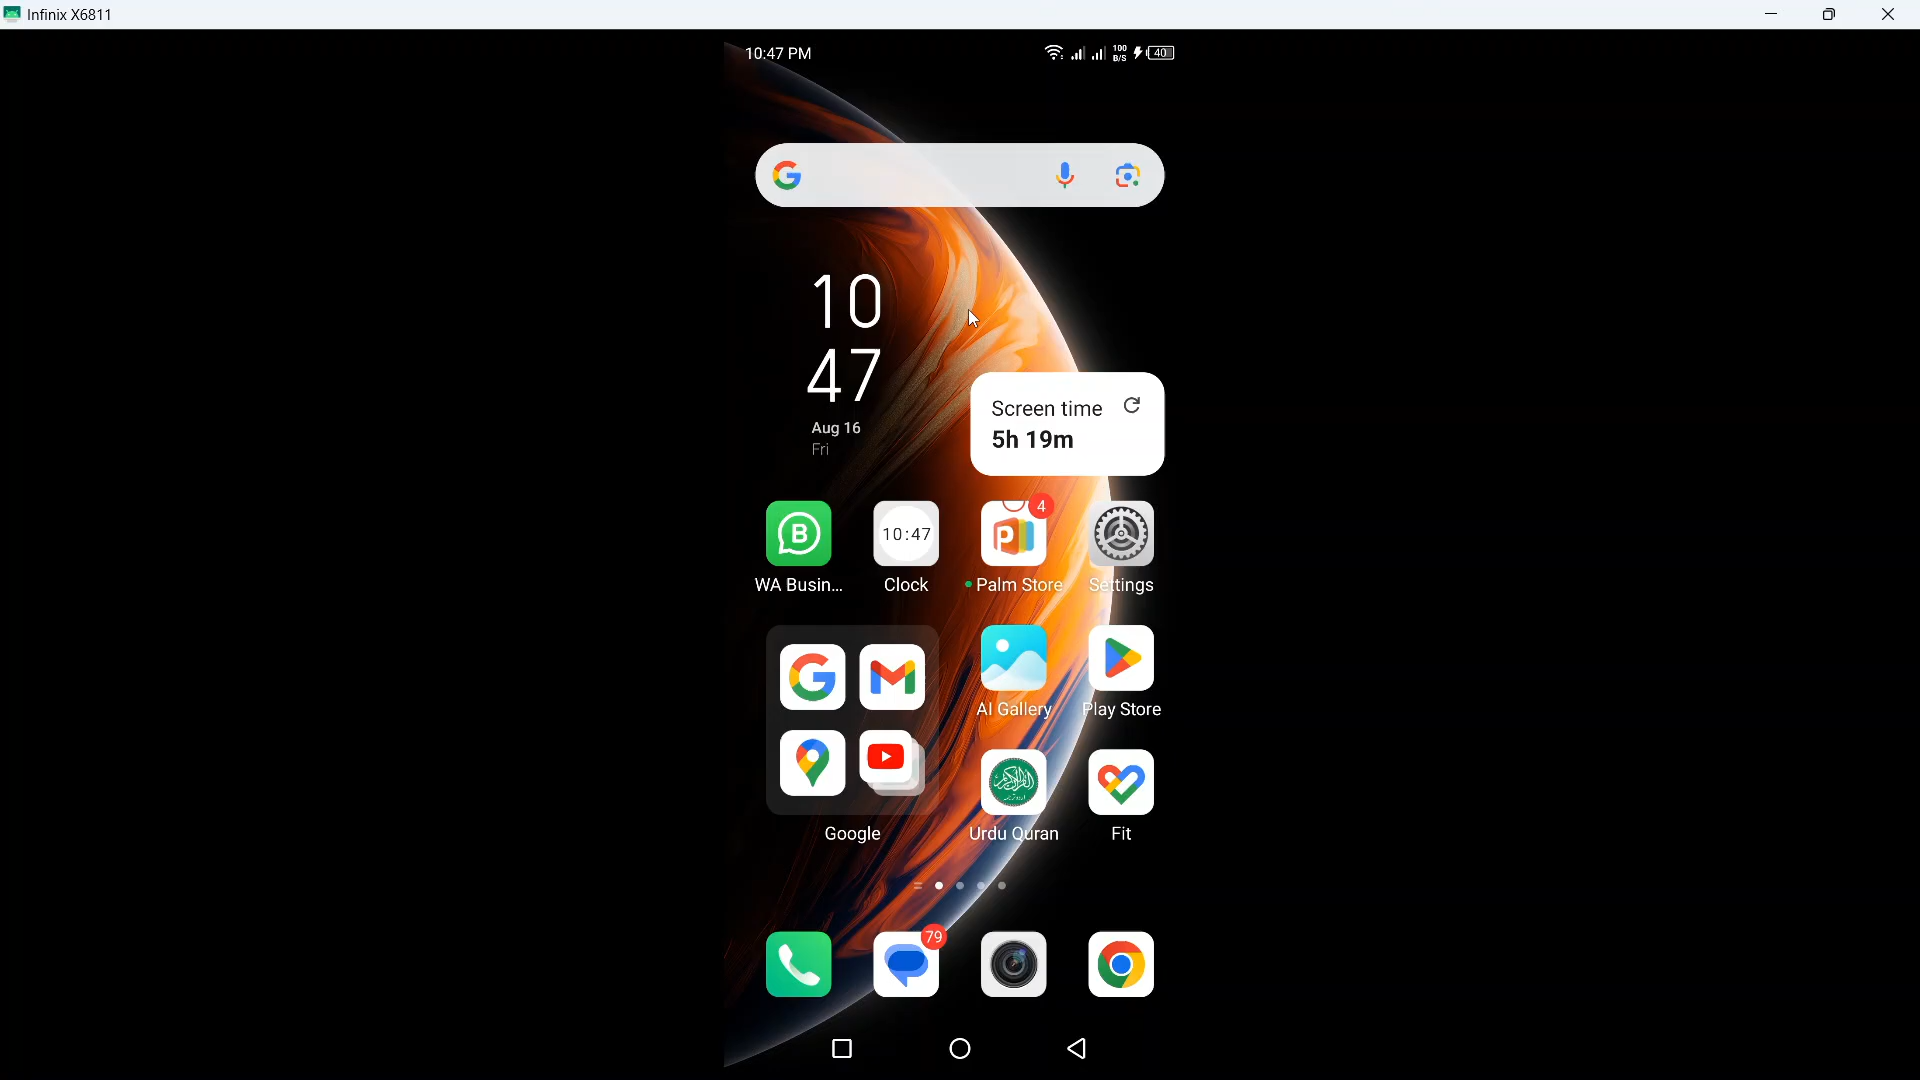 Infinix X6811
10:47 PM
100
B/S
40
10
47
Aug 16
Fri
Screen time
5h 19m
10:47
4
WA Busin...
Clock
Palm Store
Settings
AI Gallery
Play Store
Google
Urdu Quran
Fit
79